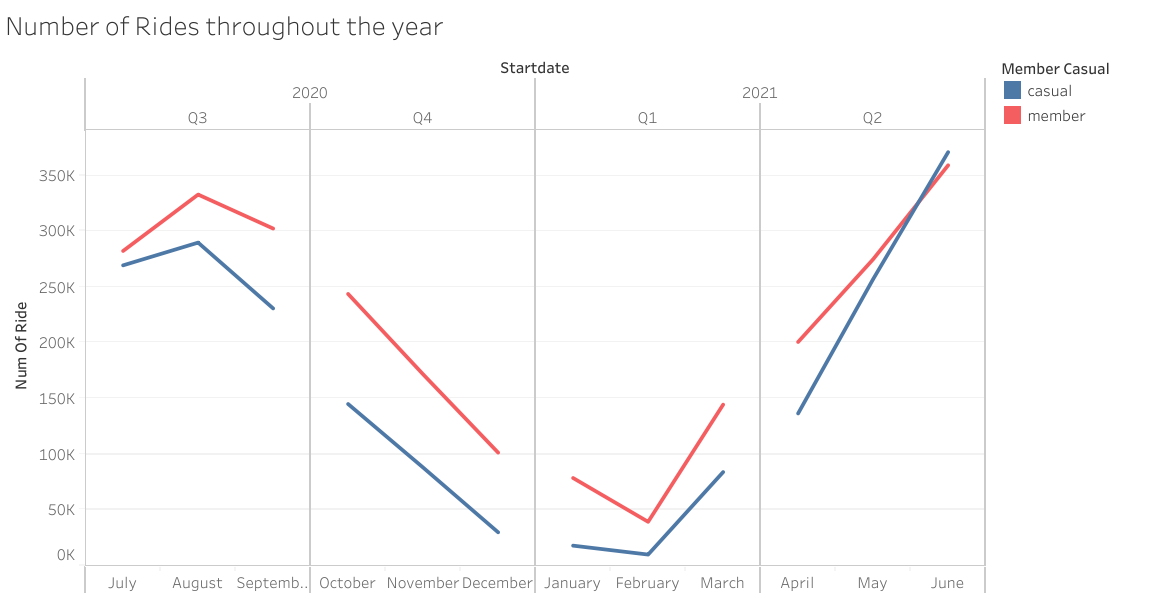 Number of Rides throughout the year
Startdate
Member Casual
2020
2021
casual
Q3
Q4
Q1
Q2
member
350K
300K
250K
200K
150K
100K
50K
0K
Num Of Ride
July
August
Septemb..
October
November
December
January
February
March
April
May
June